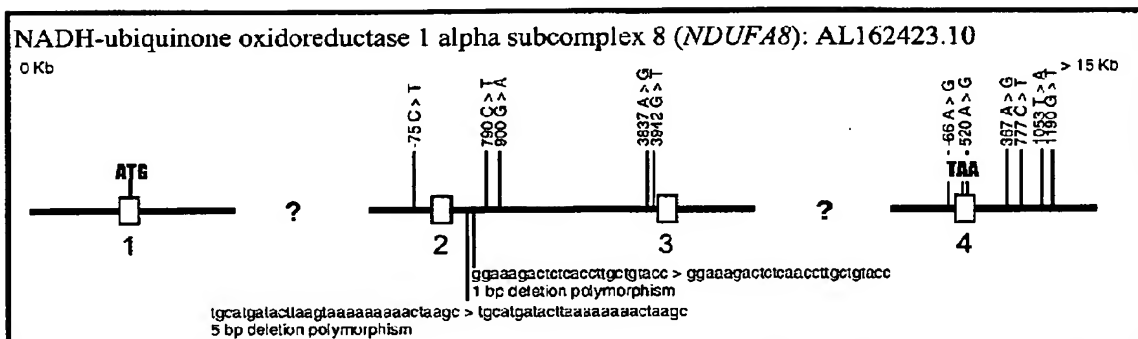 NADH-ubiquinone oxidoreductase 1 alpha subcomplex 8 (NDUFA8): AL162423.10
0 Kb
> 15 Kb
-75 C > T
790 C > T
900 G > A
3837 A > G
3942 G > T
-66 A > G
-520 A > G
367 A > G
777 C > T
1053 T > A
1190 G > T
ATG
TAA
?
?
1
2
3
4
ggaaagactctcaccttgctgtacc > ggaaagactctcaaccttgctgtacc
1 bp deletion polymorphism
tgcatgatacttaagtaaaaaaaaaactaagc > tgcatgatacttaaaaaaaaactaagc
5 bp deletion polymorphism